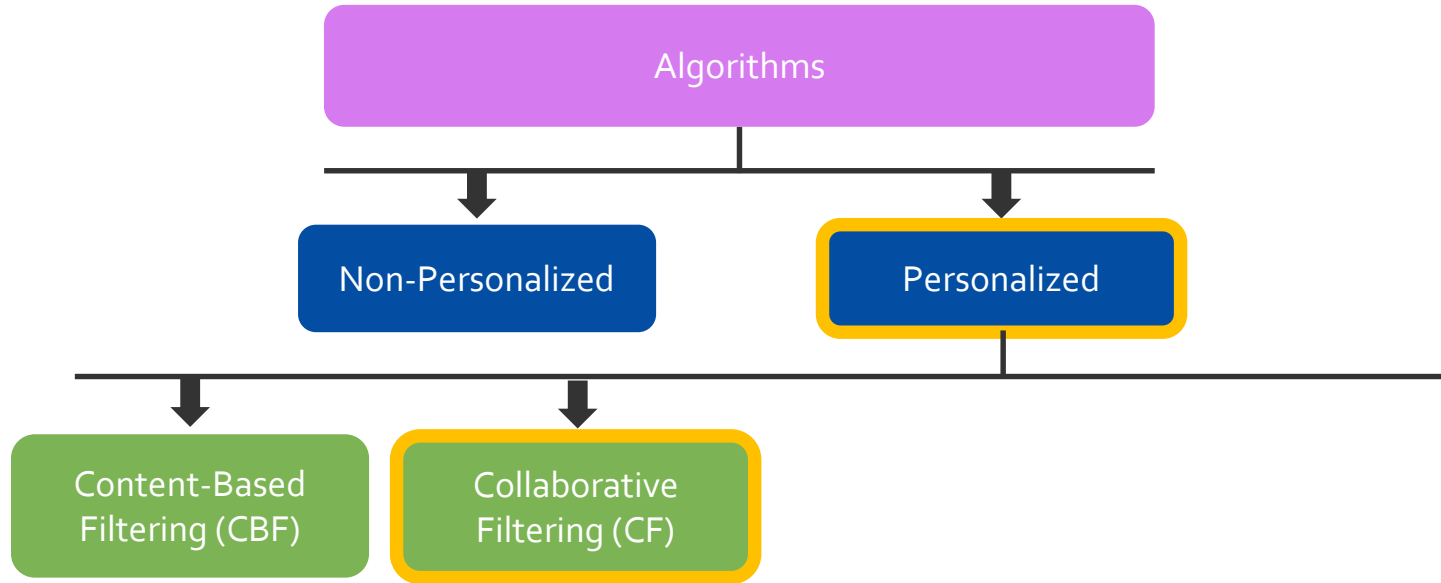 Algorithms
Non-Personalized
Personalized
Content-Based
Filtering (CBF)
Collaborative
Filtering (CF)